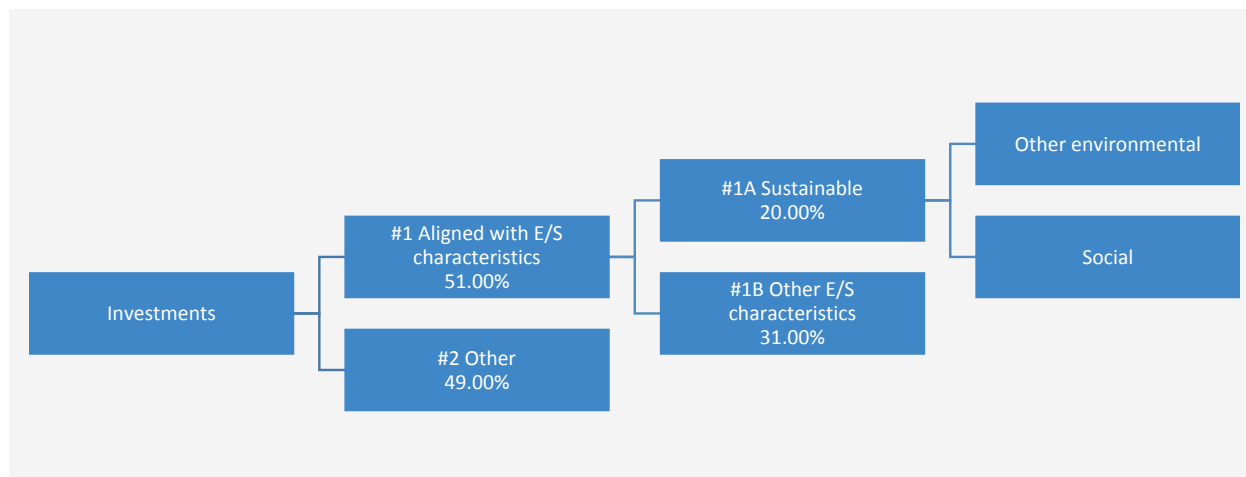 Investments
#1 Aligned with E/S
characteristics
51.00%
#2 Other
49.00%
#1A Sustainable
20.00%
#1B Other E/S
characteristics
31.00%
Other environmental
Social